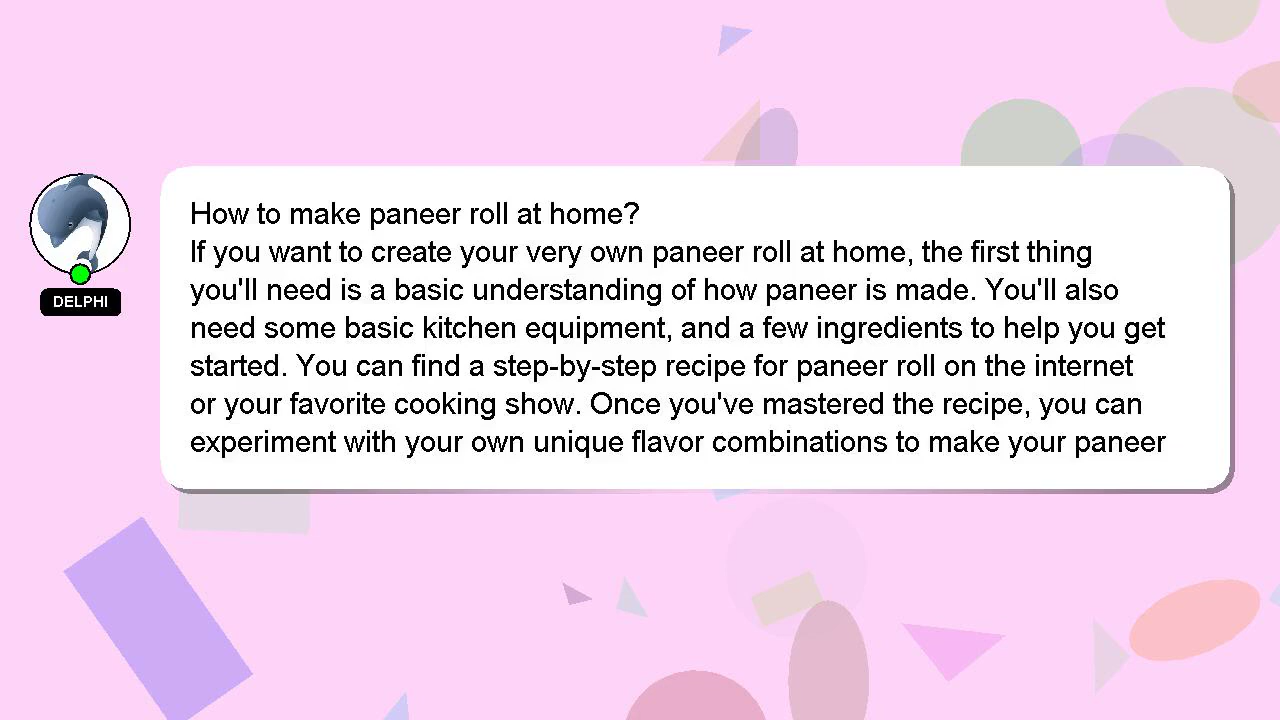 How to make paneer roll at home?
If you want to create your very own paneer roll at home, the first thing
you'll need is a basic understanding of how paneer is made. You'll also
need some basic kitchen equipment, and a few ingredients to help you get
started. You can find a step-by-step recipe for paneer roll on the internet
or your favorite cooking show. Once you've mastered the recipe, you can
experiment with your own unique flavor combinations to make your paneer
DELPHI